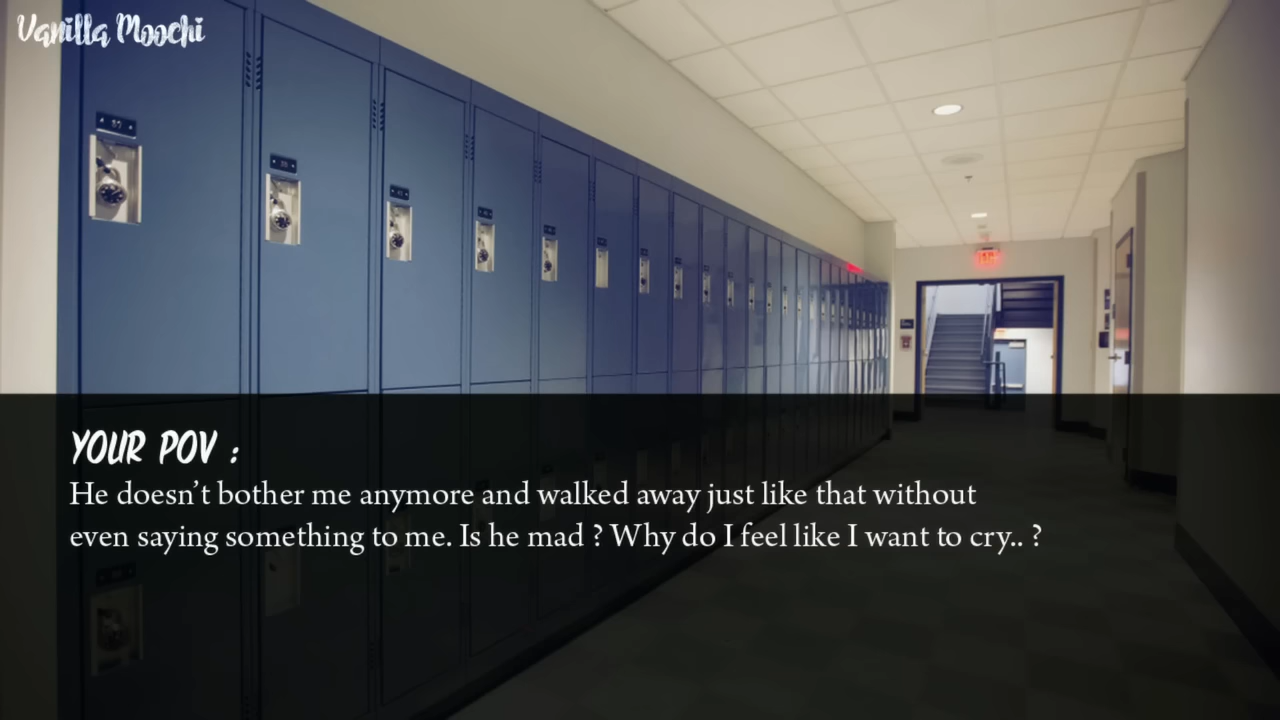 Vanilla Moochi
YOUR POV :
He doesn't bother me anymore and walked away just like that without
even saying something to me. Is he mad ? Why do I feel like I want to cry.. ?